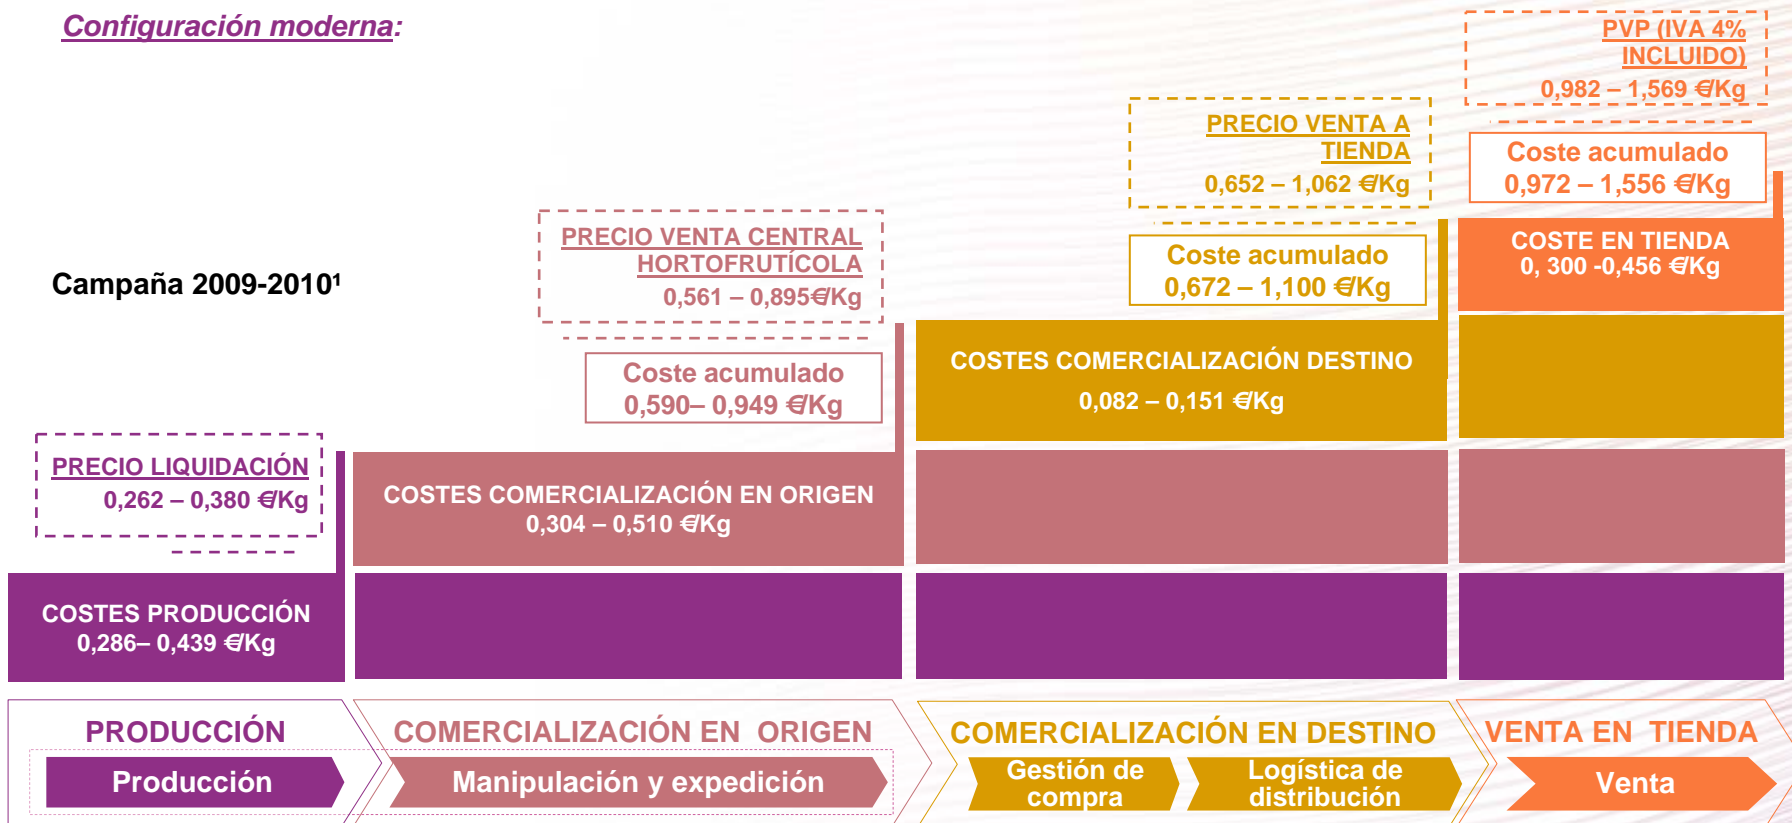 Configuración moderna:
Campaña 2009-2010¹
PRECIO LIQUIDACIÓN
0,262 – 0,380 €/Kg
COSTES PRODUCCIÓN
0,286– 0,439 €/Kg
PRECIO VENTA CENTRAL
HORTOFRUTÍCOLA
0,561 – 0,895€/Kg
Coste acumulado
0,590– 0,949 €/Kg
COSTES COMERCIALIZACIÓN EN ORIGEN
0,304 – 0,510 €/Kg
PRECIO VENTA A
TIENDA
0,652 – 1,062 €/Kg
Coste acumulado
0,672 – 1,100 €/Kg
COSTES COMERCIALIZACIÓN DESTINO
0,082 – 0,151 €/Kg
PVP (IVA 4%
INCLUIDO)
0,982 – 1,569 €/Kg
Coste acumulado
0,972 – 1,556 €/Kg
COSTE EN TIENDA
0, 300 -0,456 €/Kg
PRODUCCIÓN
Producción
COMERCIALIZACIÓN EN ORIGEN
Manipulación y expedición
COMERCIALIZACIÓN EN DESTINO
Gestión de
compra
Logística de
distribución
VENTA EN TIENDA
Venta